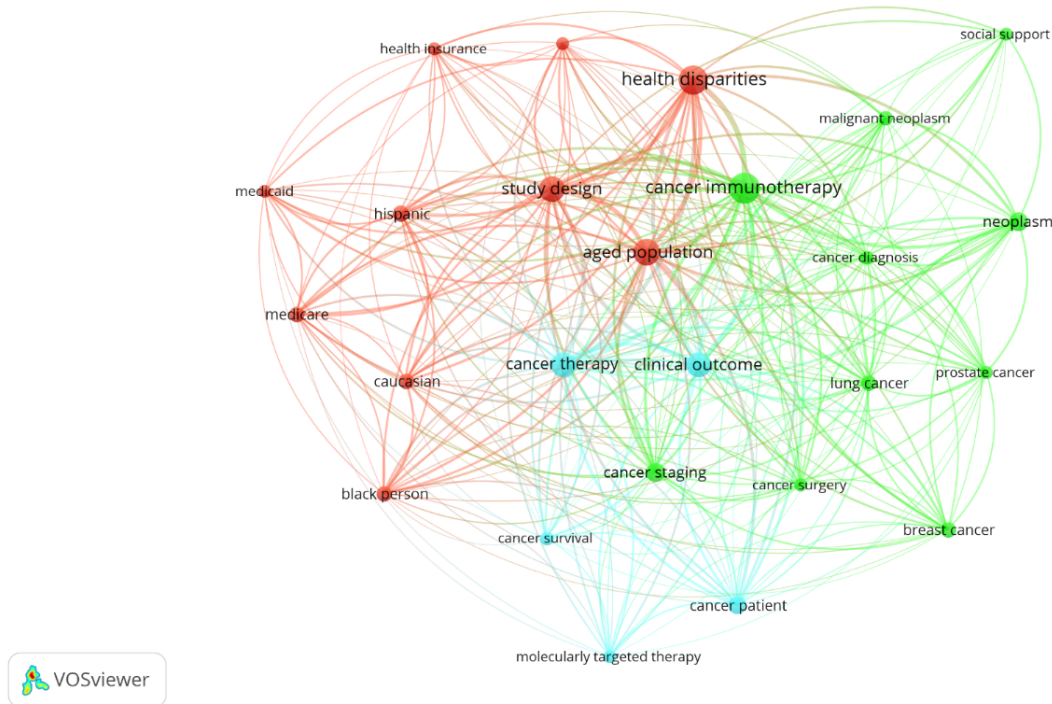 social support
health insurance
health disparities
malignant neoplasm
medicaid
study design
cancer immunotherapy
hispanic
neoplasm
aged population
cancer diagnosis
medicare
cancer therapy
clinical outcome
prostate cancer
caucasian
lung cancer
cancer staging
cancer surgery
black person
breast cancer
cancer survival
cancer patient
molecularly targeted therapy
VOSviewer